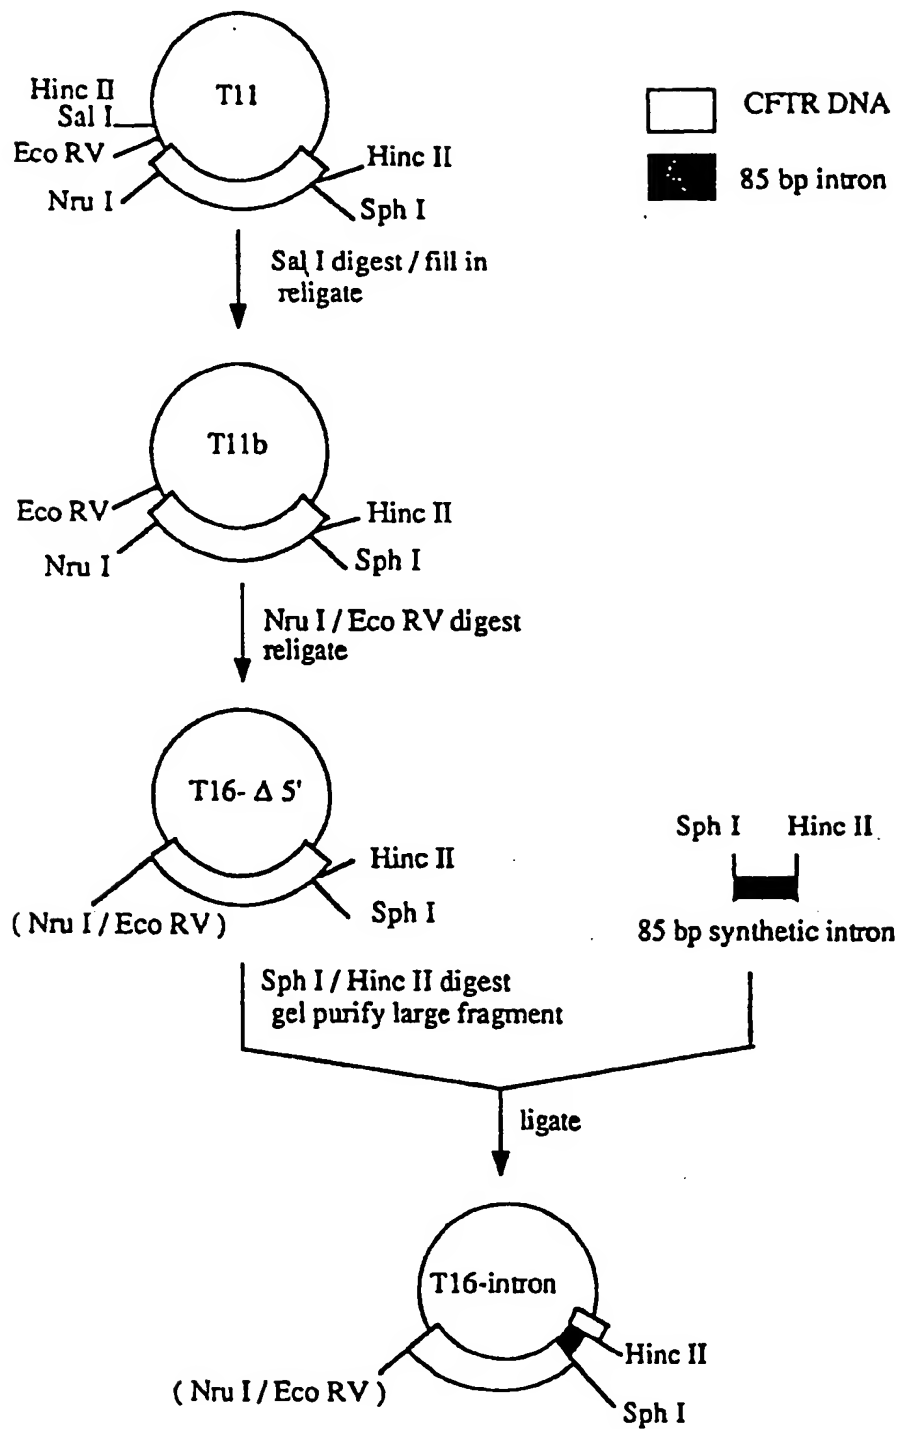 T11
Hinc II
Sal I
Eco RV
Nru I
Hinc II
Sph I
CFTR DNA
85 bp intron
Sal I digest / fill in
religate
T11b
Eco RV
Nru I
Hinc II
Sph I
Nru I / Eco RV digest
religate
T16- Δ 5'
Hinc II
Sph I
( Nru I / Eco RV )
Sph I
Hinc II
85 bp synthetic intron
Sph I / Hinc II digest
gel purify large fragment
ligate
T16-intron
Hinc II
( Nru I / Eco RV )
Sph I